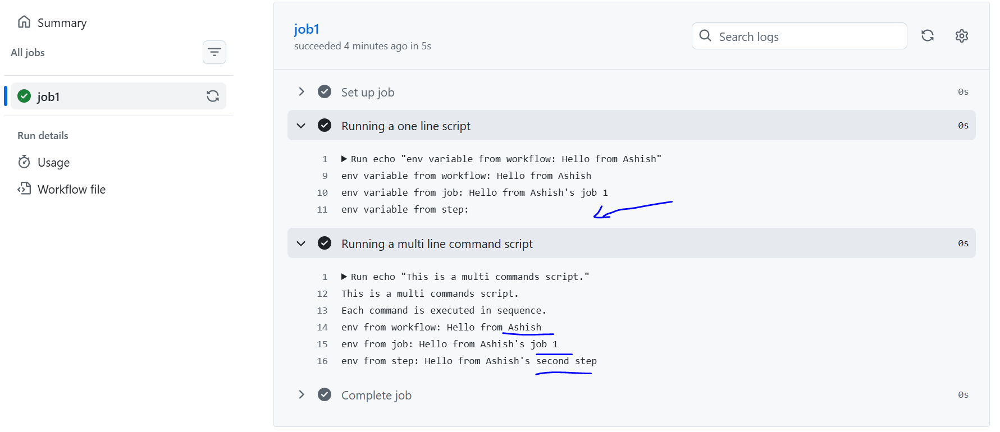 Summary
All jobs
job1
Run details
Usage
Workflow file
job1
succeeded 4 minutes ago in 5s
Search logs
Set up job 0s
Running a one line script 0s
1 Run echo "env variable from workflow: Hello from Ashish"
9 env variable from workflow: Hello from Ashish
10 env variable from job: Hello from Ashish's job 1
11 env variable from step:
Running a multi line command script 0s
1 Run echo "This is a multi commands script."
12 This is a multi commands script.
13 Each command is executed in sequence.
14 env from workflow: Hello from Ashish
15 env from job: Hello from Ashish's job 1
16 env from step: Hello from Ashish's second step
Complete job 0s